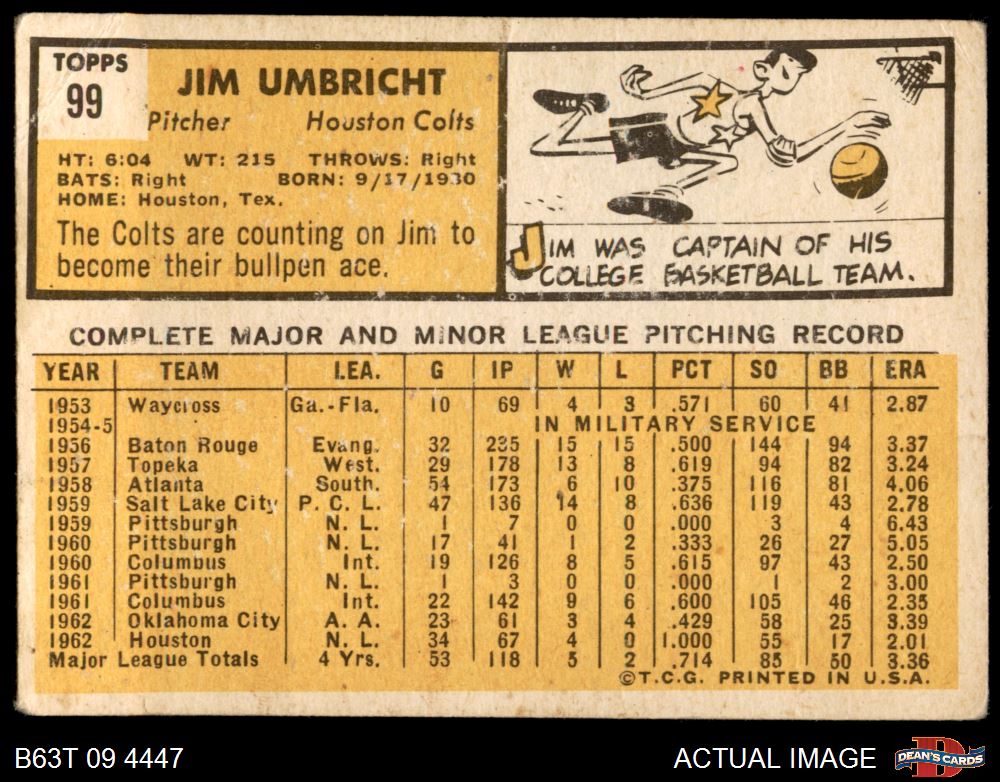 TOPPS
99
JIM UMBRICHT
Pitcher Houston Colts
HT: 6:04 WT: 215 THROWS: Right
BATS: Right BORN: 9/17/1930
HOME: Houston, Tex.
The Colts are counting on Jim to
become their bullpen ace.
JIM WAS CAPTAIN OF HIS
COLLEGE BASKETBALL TEAM.
COMPLETE MAJOR AND MINOR LEAGUE PITCHING RECORD
YEAR TEAM LEA. G IP W L PCT SO BB ERA
1953 Waycross Ga.-Fla. 10 69 4 3 .571 60 41 2.87
1954-5 IN MILITARY SERVICE
1956 Baton Rouge Evang. 32 235 15 15 .500 144 94 3.37
1957 Topeka West. 29 178 13 8 .619 94 82 3.24
1958 Atlanta South. 54 173 6 10 .375 116 81 4.06
1959 Salt Lake City P. C. L. 47 136 14 8 .636 119 43 2.78
1959 Pittsburgh N. L. 1 7 0 0 .000 3 4 6.43
1960 Pittsburgh N. L. 17 41 1 2 .333 26 27 5.05
1960 Columbus Int. 19 126 8 5 .615 97 43 2.50
1961 Pittsburgh N. L. 1 3 0 0 .000 1 2 3.00
1961 Columbus Int. 22 142 9 6 .600 105 46 2.35
1962 Oklahoma City A. A. 23 61 3 4 .429 58 25 3.39
1962 Houston N. L. 34 67 4 0 1.000 55 17 2.01
Major League Totals 4 Yrs. 53 118 5 2 .714 85 50 3.36
©T.C.G. PRINTED IN U.S.A.
B63T 09 4447 ACTUAL IMAGE DEAN'S CARDS